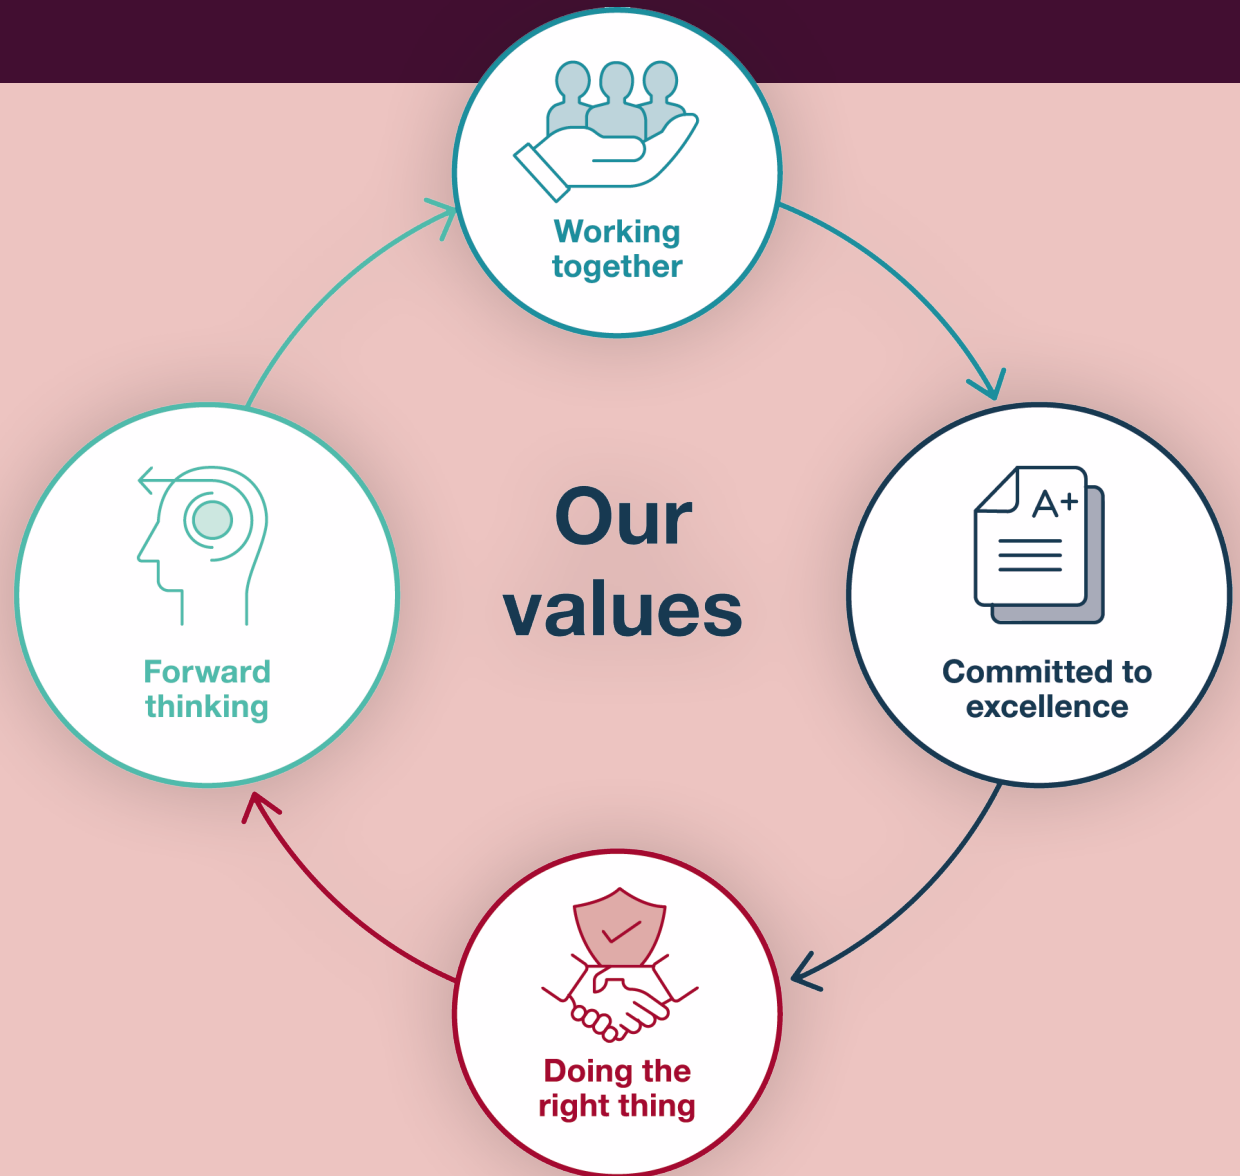 Working
together
Our
values
A+
Forward
thinking
Committed to
excellence
Doing the
right thing